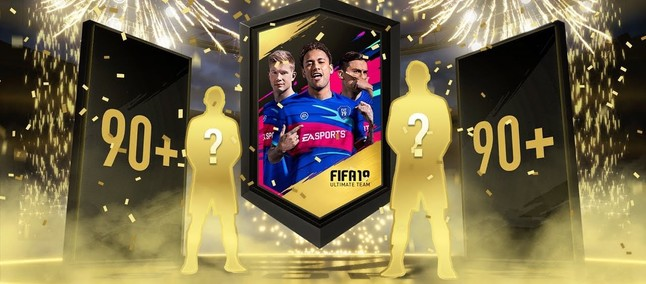 90+
?
EA SPORTS
FIFA 19
ULTIMATE TEAM
?
90+